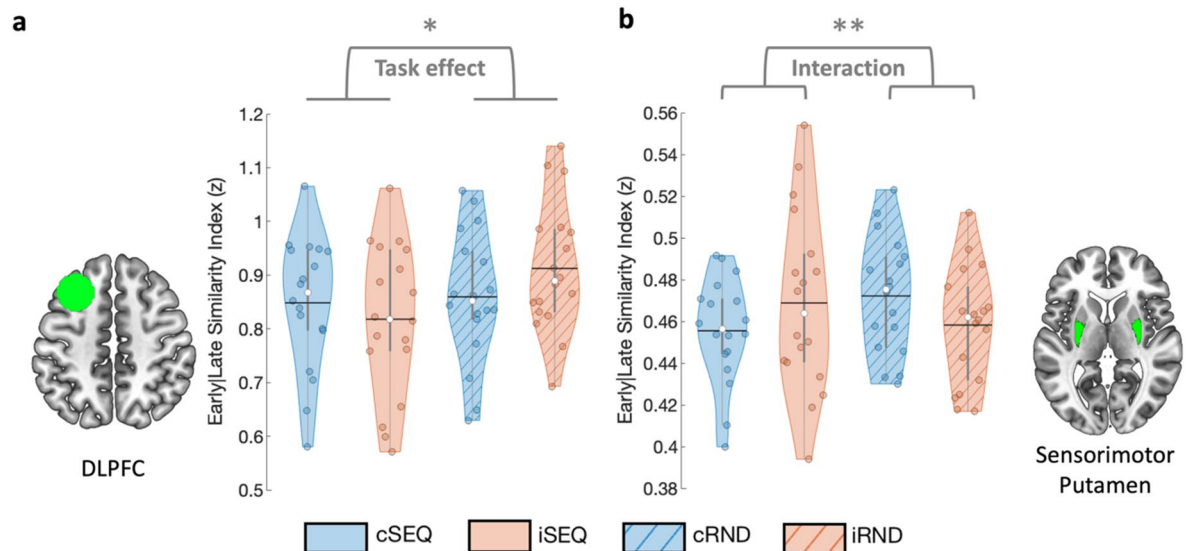 a
*
Task effect
Early|Late Similarity Index (z)
1.2
1.1
1
0.9
0.8
0.7
0.6
0.5
DLPFC
b
**
Interaction
Early|Late Similarity Index (z)
0.56
0.54
0.52
0.5
0.48
0.46
0.44
0.42
0.4
0.38
Sensorimotor
Putamen
cSEQ iSEQ cRND iRND